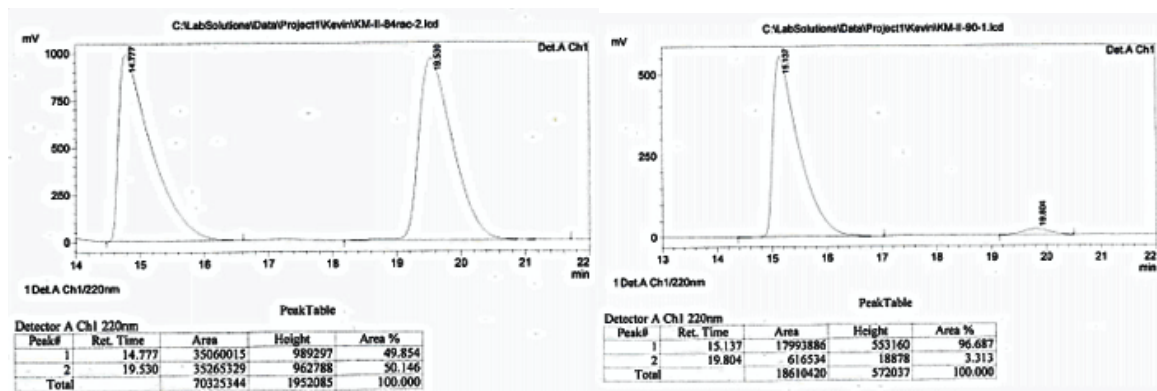 C:\LabSolutions\Data\Project1\Kevin\KM-II-84rac-2.lcd
mV
Det.A Ch1
1000
750
500
250
0
14.777
19.530
14 15 16 17 18 19 20 21 22
min
1 Det.A Ch1/220nm
PeakTable
Detector A Ch1 220nm
Peak# Ret. Time Area Height Area %
1 14.777 35060015 989297 49.854
2 19.530 35265329 962788 50.146
Total 70325344 1952085 100.000
C:\LabSolutions\Data\Project1\Kevin\KM-II-90-1.lcd
mV
Det.A Ch1
500
250
0
15.137
19.804
13 14 15 16 17 18 19 20 21 22
min
1 Det.A Ch1/220nm
PeakTable
Detector A Ch1 220nm
Peak# Ret. Time Area Height Area %
1 15.137 17993886 553160 96.687
2 19.804 616534 18878 3.313
Total 18610420 572037 100.000